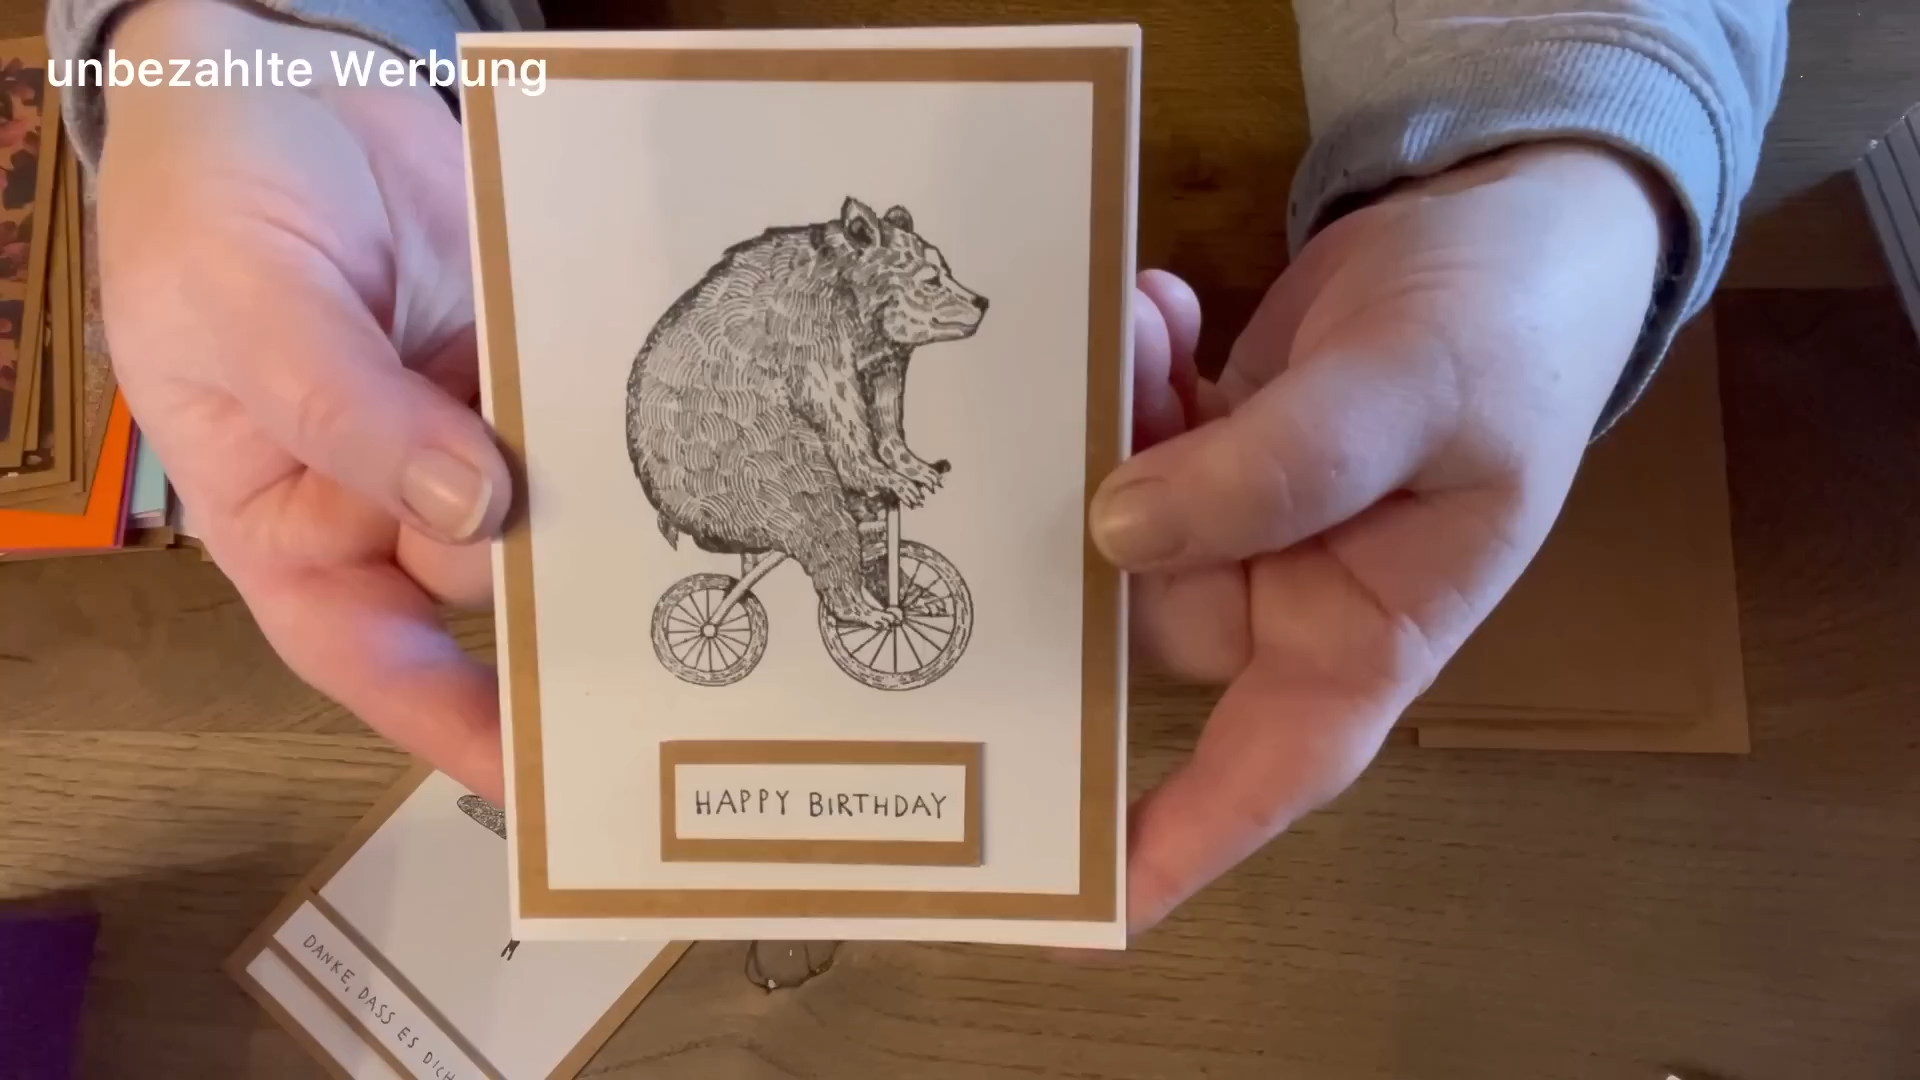 unbezahlte Werbung
HAPPY BIRTHDAY
DANKE, DASS ES DICH